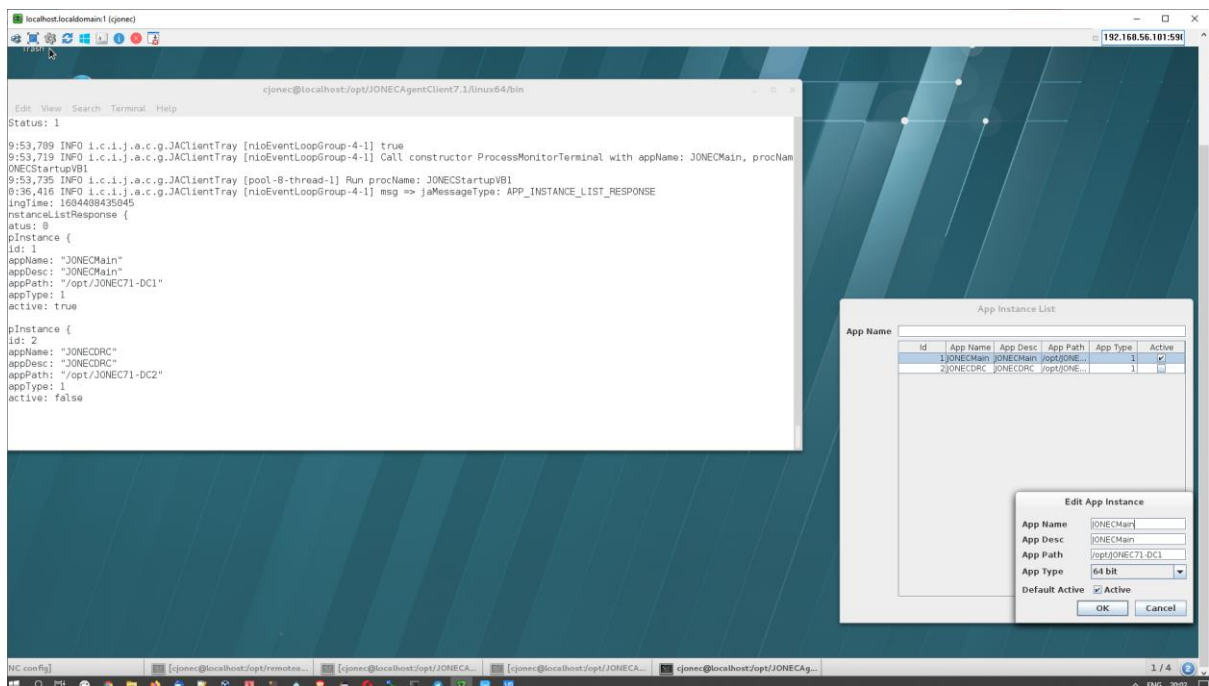 localhost.localdomain:1 (cjonec)
192.168.56.101:590
Trash
cjonec@localhost:/opt/JONECAgentClient7.1/linux64/bin
Edit View Search Terminal Help
Status: 1
9:53,709 INFO i.c.i.j.a.c.g.JAClientTray [nioEventLoopGroup-4-1] true
9:53,719 INFO i.c.i.j.a.c.g.JAClientTray [nioEventLoopGroup-4-1] Call constructor ProcessMonitorTerminal with appName: JONECMain, procNam
ONECStartupVB1
9:53,735 INFO i.c.i.j.a.c.g.JAClientTray [pool-8-thread-1] Run procName: JONECStartupVB1
0:36,416 INFO i.c.i.j.a.c.g.JAClientTray [nioEventLoopGroup-4-1] msg => jaMessageType: APP_INSTANCE_LIST_RESPONSE
ingTime: 1604408435045
nstanceListResponse {
atus: 0
pInstance {
id: 1
appName: "JONECMain"
appDesc: "JONECMain"
appPath: "/opt/JONEC71-DC1"
appType: 1
active: true
pInstance {
id: 2
appName: "JONECDRC"
appDesc: "JONECDRC"
appPath: "/opt/JONEC71-DC2"
appType: 1
active: false
App Instance List
App Name
Id App Name App Desc App Path App Type Active
1 JONECMain JONECMain /opt/JONE... 1
2 JONECDRC JONECDRC /opt/JONE... 1
Edit App Instance
App Name JONECMain
App Desc JONECMain
App Path /opt/JONEC71-DC1
App Type 64 bit
Default Active Active
OK Cancel
NC config] [cjonec@localhost:/opt/remotea... [cjonec@localhost:/opt/JONECA... [cjonec@localhost:/opt/JONECA... cjonec@localhost:/opt/JONECAg... 1 / 4 2
ENG 20:02